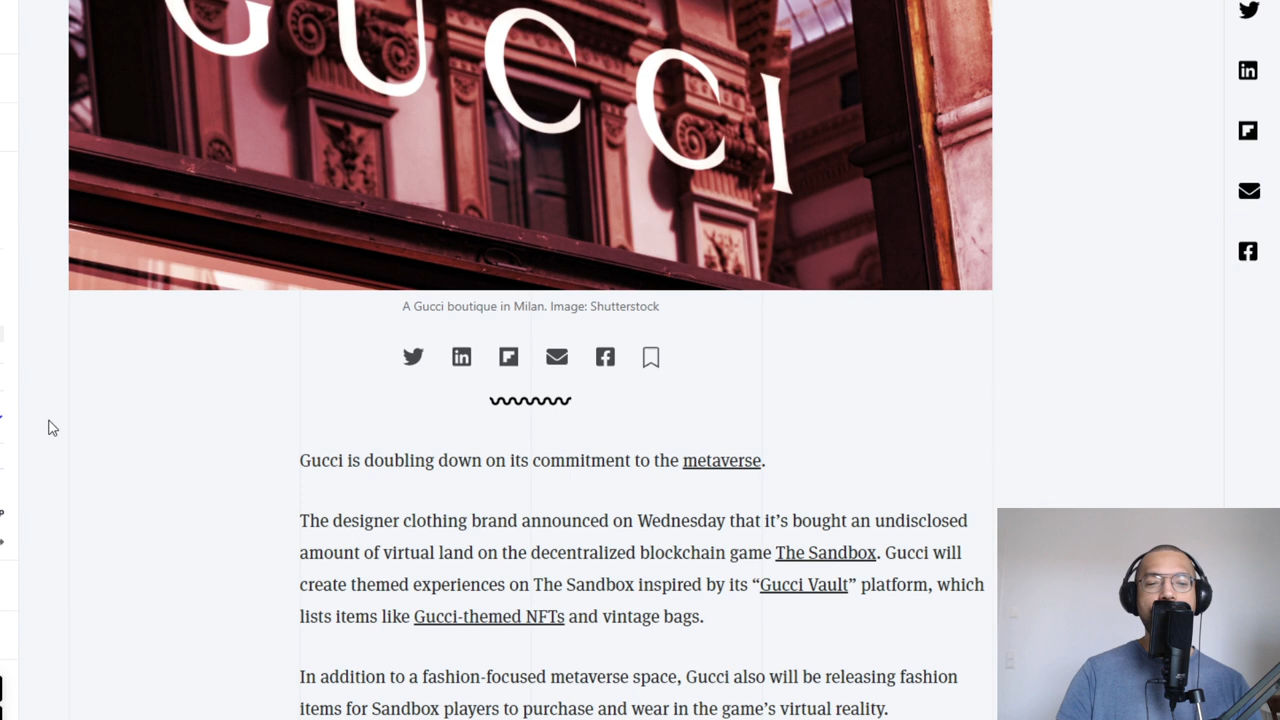 GUCCI
A Gucci boutique in Milan. Image: Shutterstock
Gucci is doubling down on its commitment to the metaverse.
The designer clothing brand announced on Wednesday that it’s bought an undisclosed
amount of virtual land on the decentralized blockchain game The Sandbox. Gucci will
create themed experiences on The Sandbox inspired by its “Gucci Vault” platform, which
lists items like Gucci-themed NFTs and vintage bags.
In addition to a fashion-focused metaverse space, Gucci also will be releasing fashion
items for Sandbox players to purchase and wear in the game’s virtual reality.